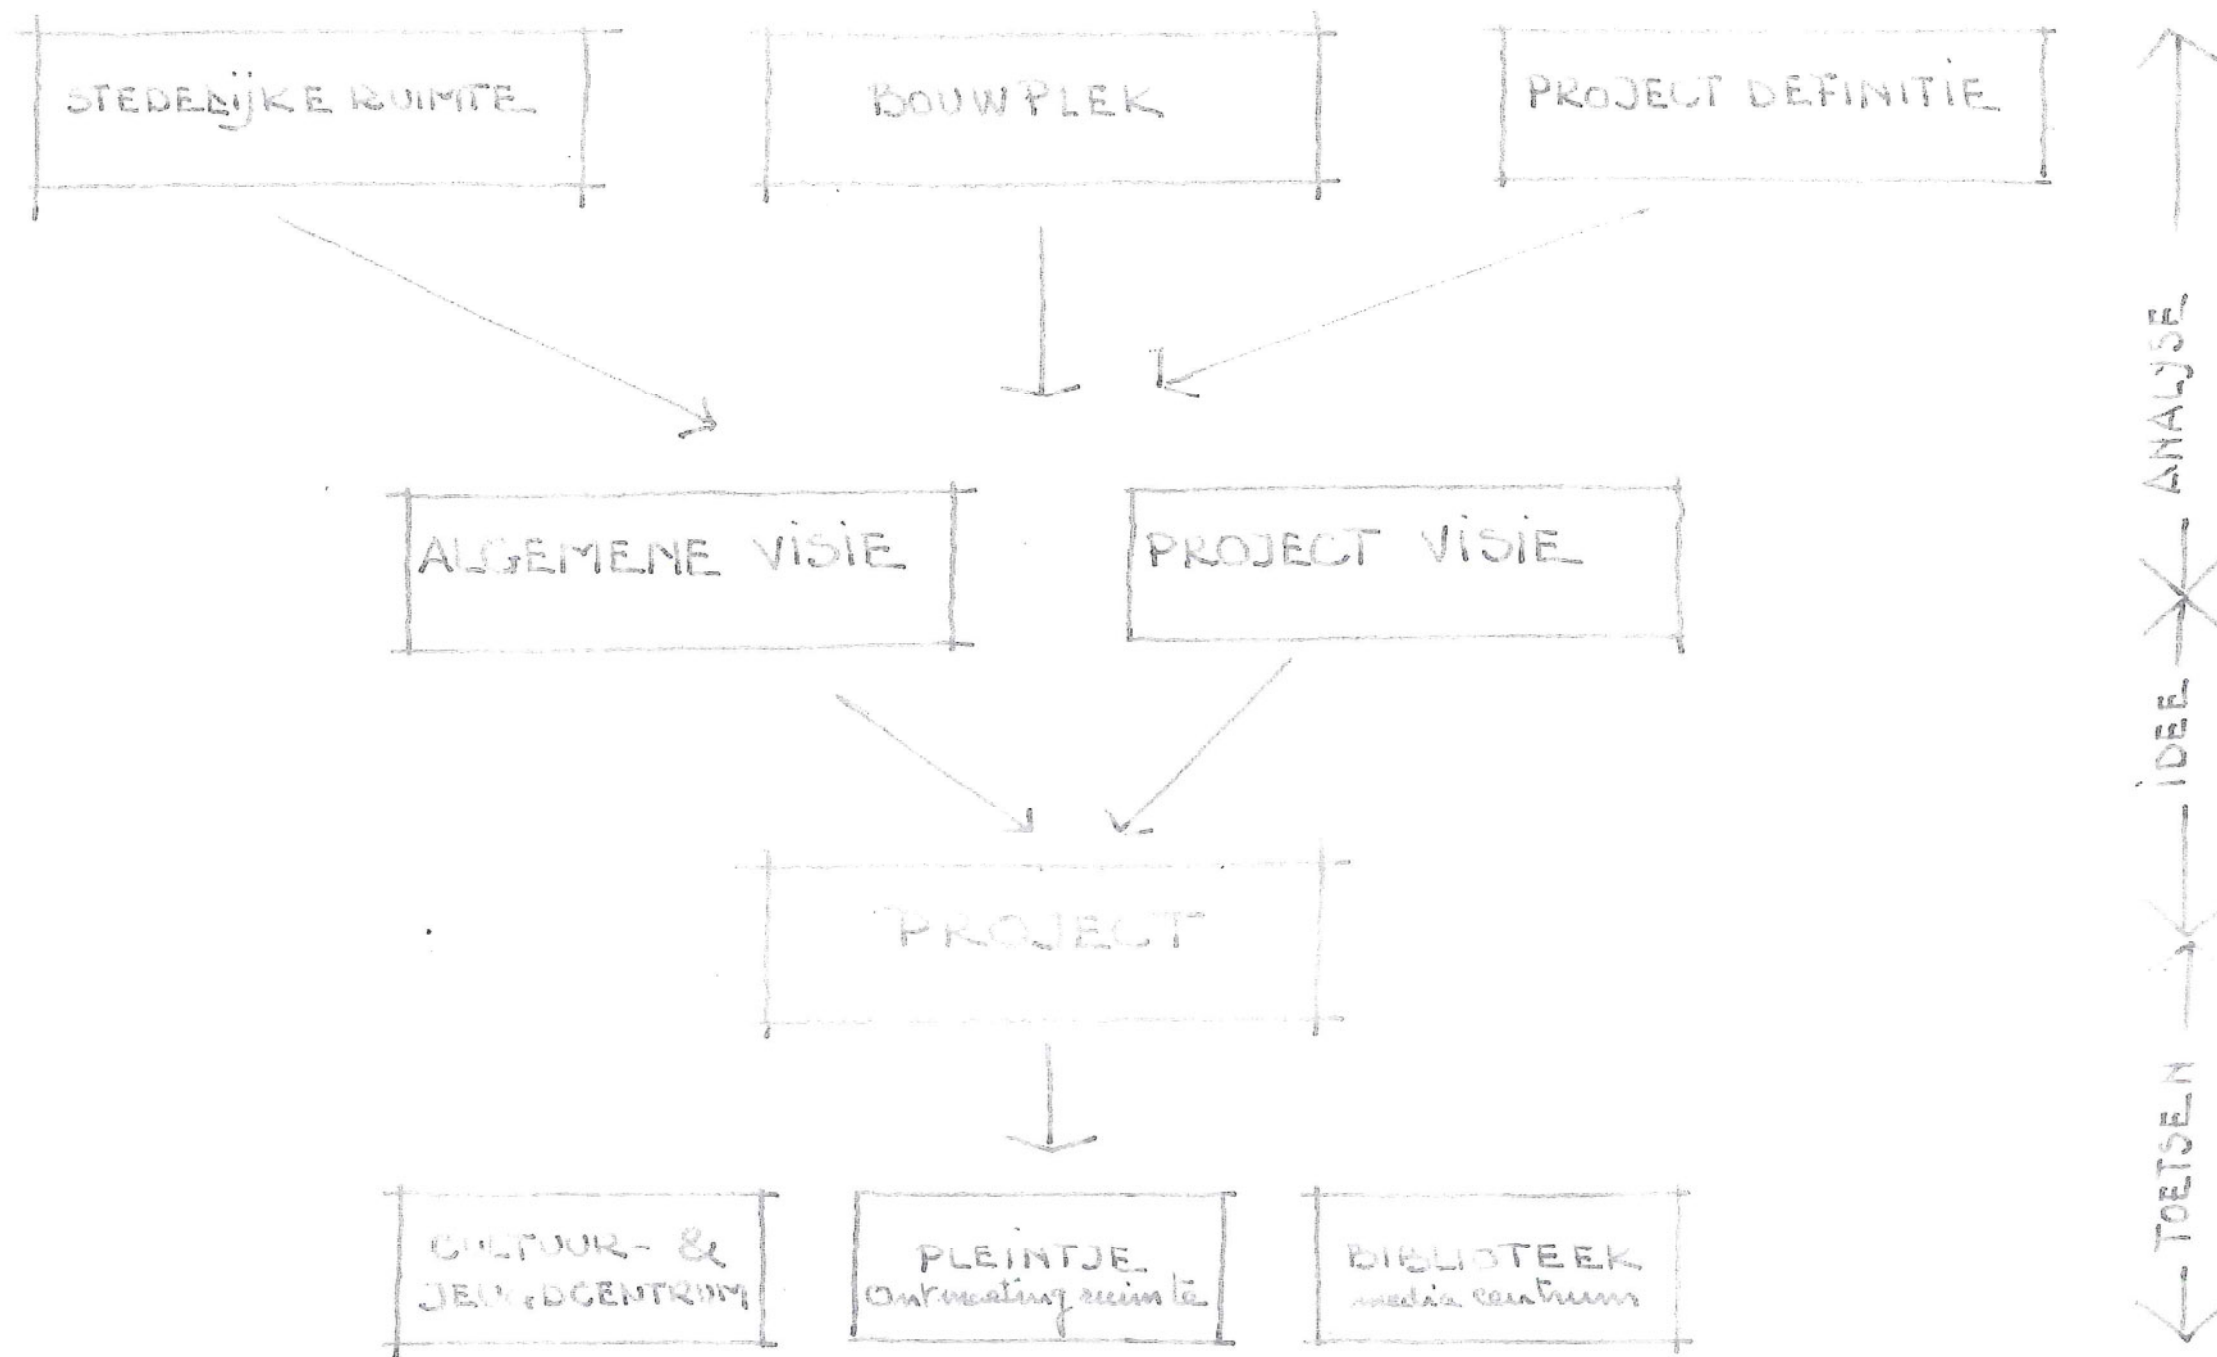 STEDELIJKE RUIMTE
BOUWPLEK
PROJECT DEFINITIE
ALGEMENE VISIE
PROJECT VISIE
PROJECT
CULTUUR- &
JEUGDCENTRUM
PLEINTJE
Ontmoeting ruimte
BIBLIOTEEK
media centrum
ANALYSE
IDEE
TOETSEN